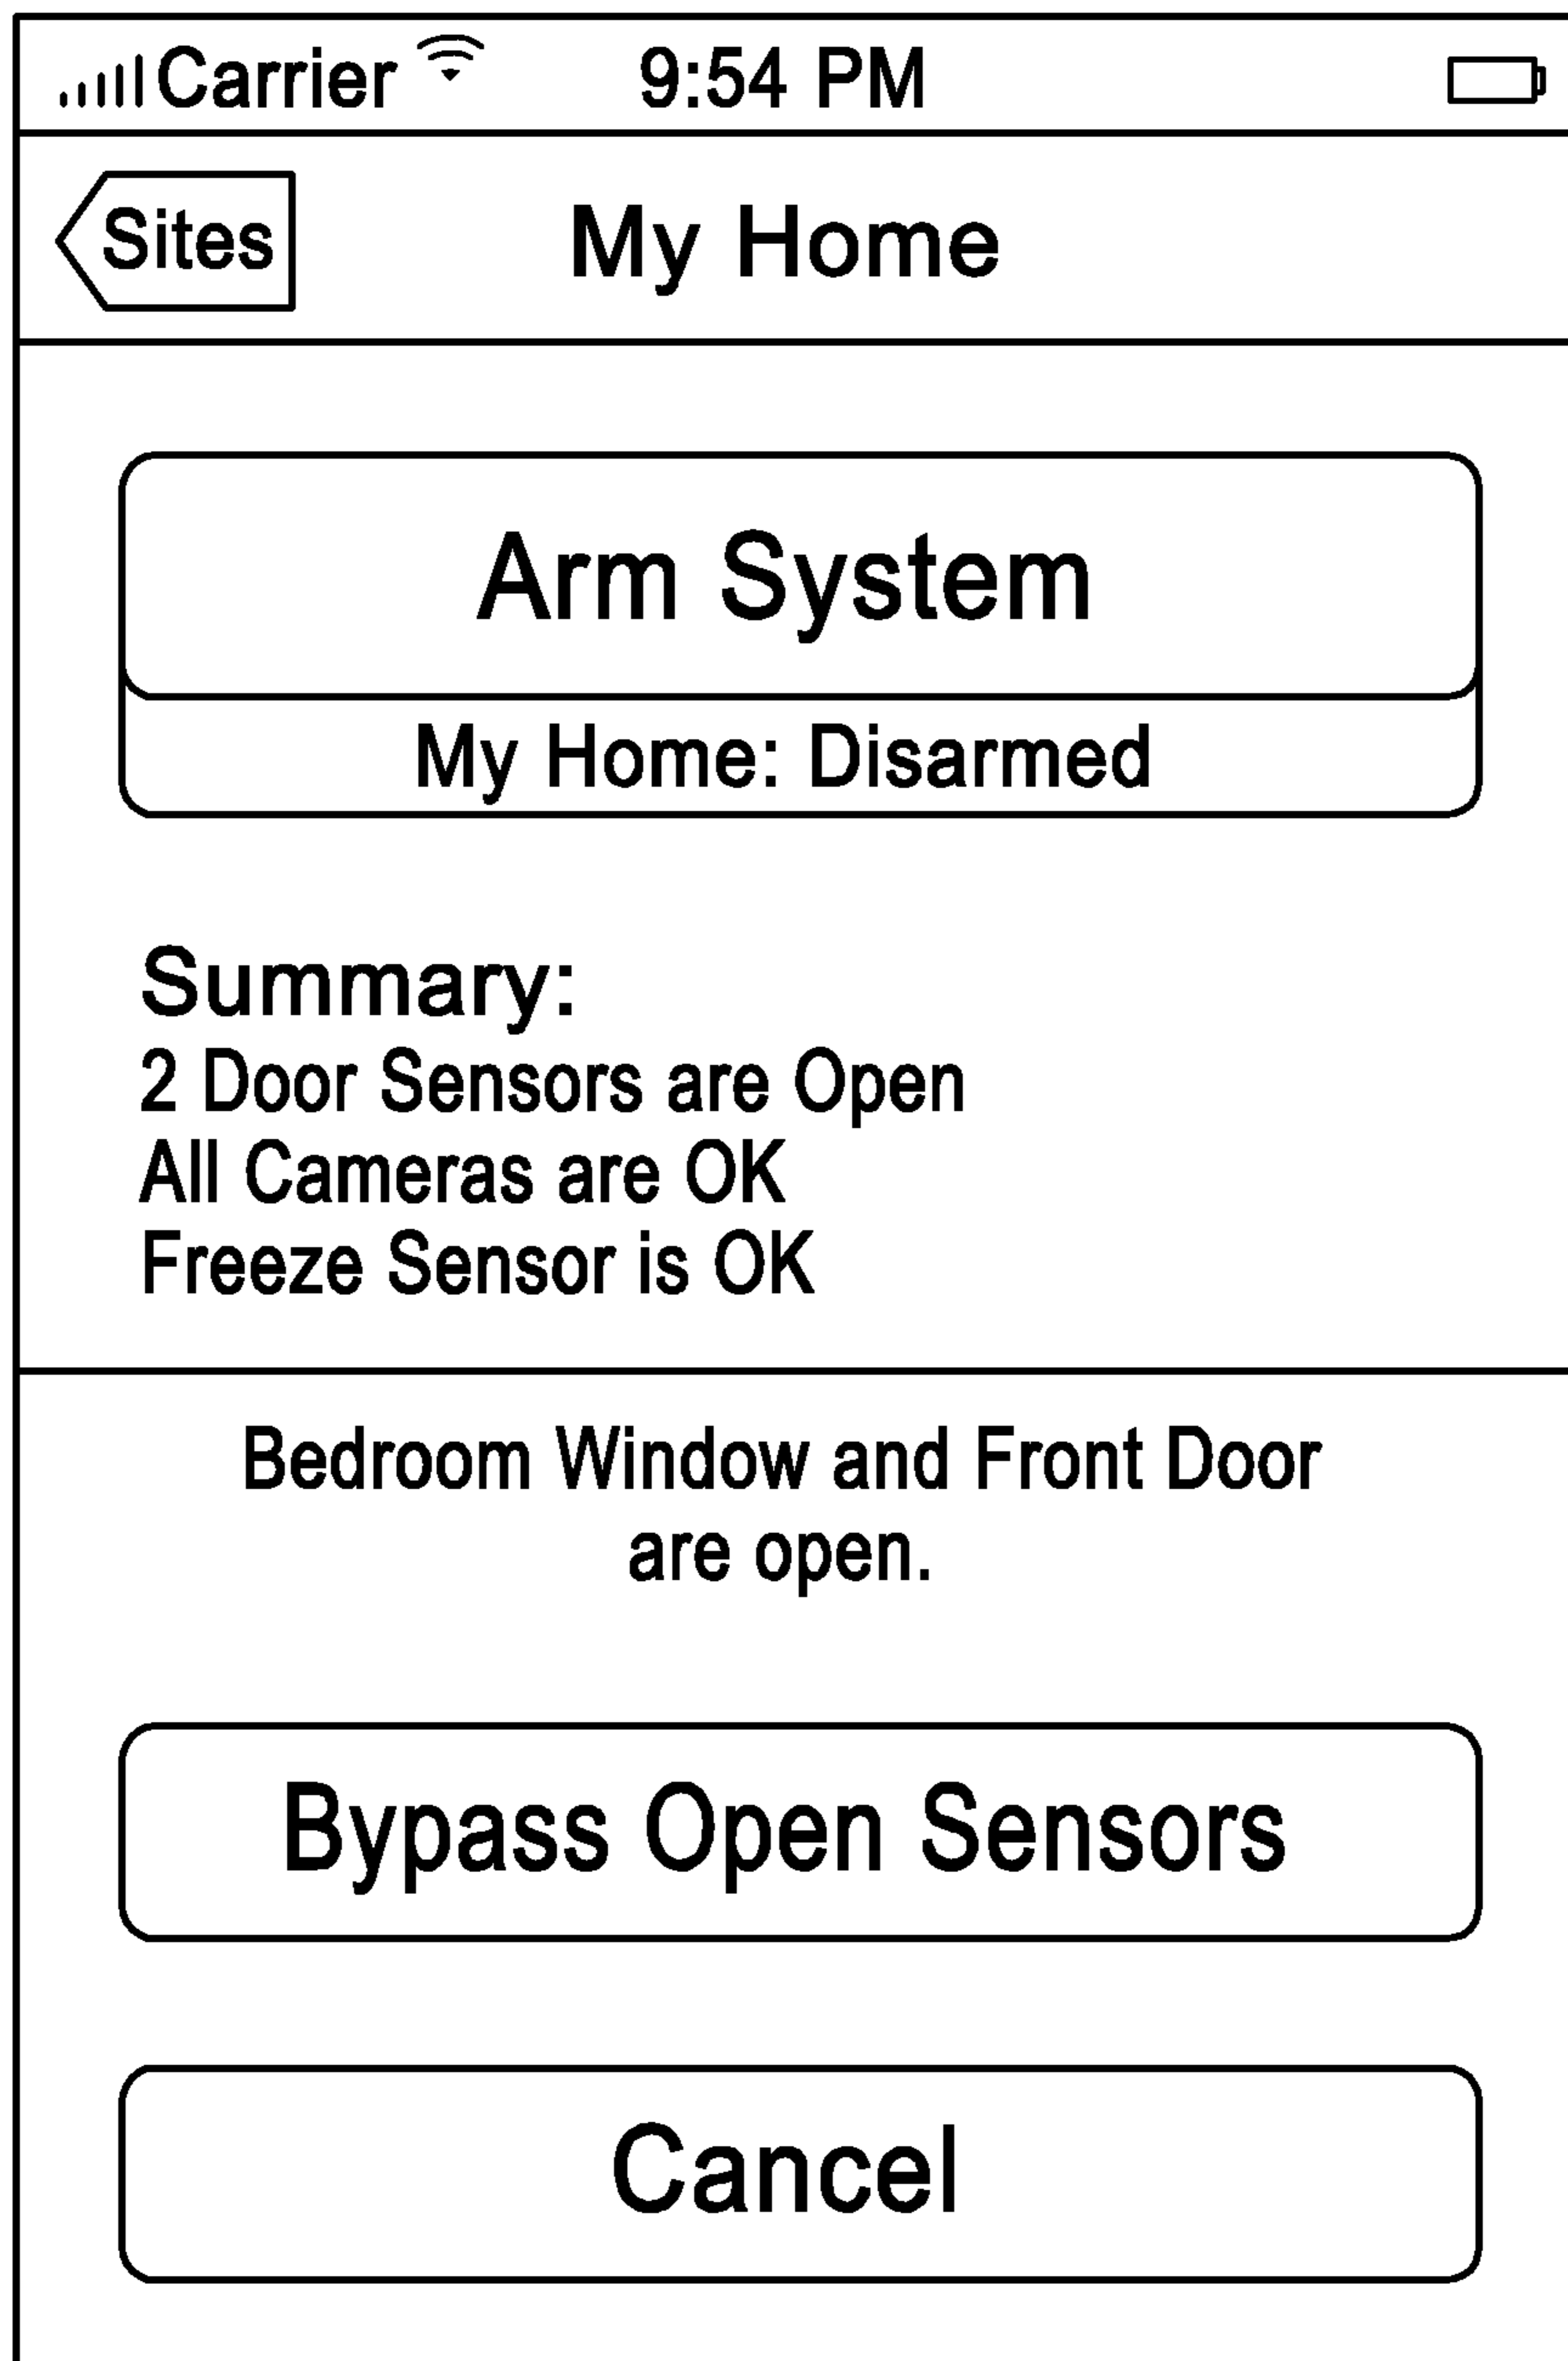 Carrier 9:54 PM
Sites My Home
Arm System
My Home: Disarmed
Summary:
2 Door Sensors are Open
All Cameras are OK
Freeze Sensor is OK
Bedroom Window and Front Door
are open.
Bypass Open Sensors
Cancel